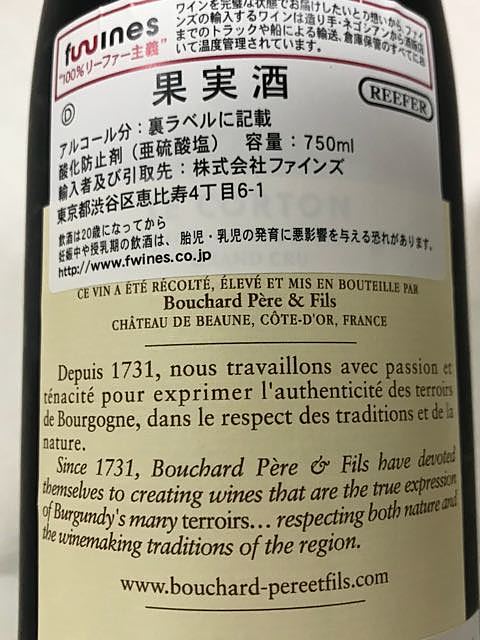 fwines
"100%リーファー主義"
ワインを完璧な状態でお届けしたいとの想いから、ファイ
ンズの輸入するワインは造り手・ネゴシアンから酒販店
までのトラックや船による輸送、倉庫保管のすべてにお
いて温度管理されています。
果実酒
REEFER
D
アルコール分：裏ラベルに記載
酸化防止剤（亜硫酸塩） 容量：750ml
輸入者及び引取先：株式会社ファインズ
東京都渋谷区恵比寿4丁目6-1
飲酒は20歳になってから
妊娠中や授乳期の飲酒は、胎児・乳児の発育に悪影響を与える恐れがあります。
http://www.fwines.co.jp
CORTON
GRAND CRU
CE VIN A ÉTÉ RÉCOLTÉ, ÉLEVÉ ET MIS EN BOUTEILLE PAR
Bouchard Père & Fils
CHÂTEAU DE BEAUNE, CÔTE-D'OR, FRANCE
Depuis 1731, nous travaillons avec passion et
ténacité pour exprimer l'authenticité des terroirs
de Bourgogne, dans le respect des traditions et de la
nature.
Since 1731, Bouchard Père & Fils have devoted
themselves to creating wines that are the true expression
of Burgundy's many terroirs... respecting both nature and
the winemaking traditions of the region.
www.bouchard-pereetfils.com